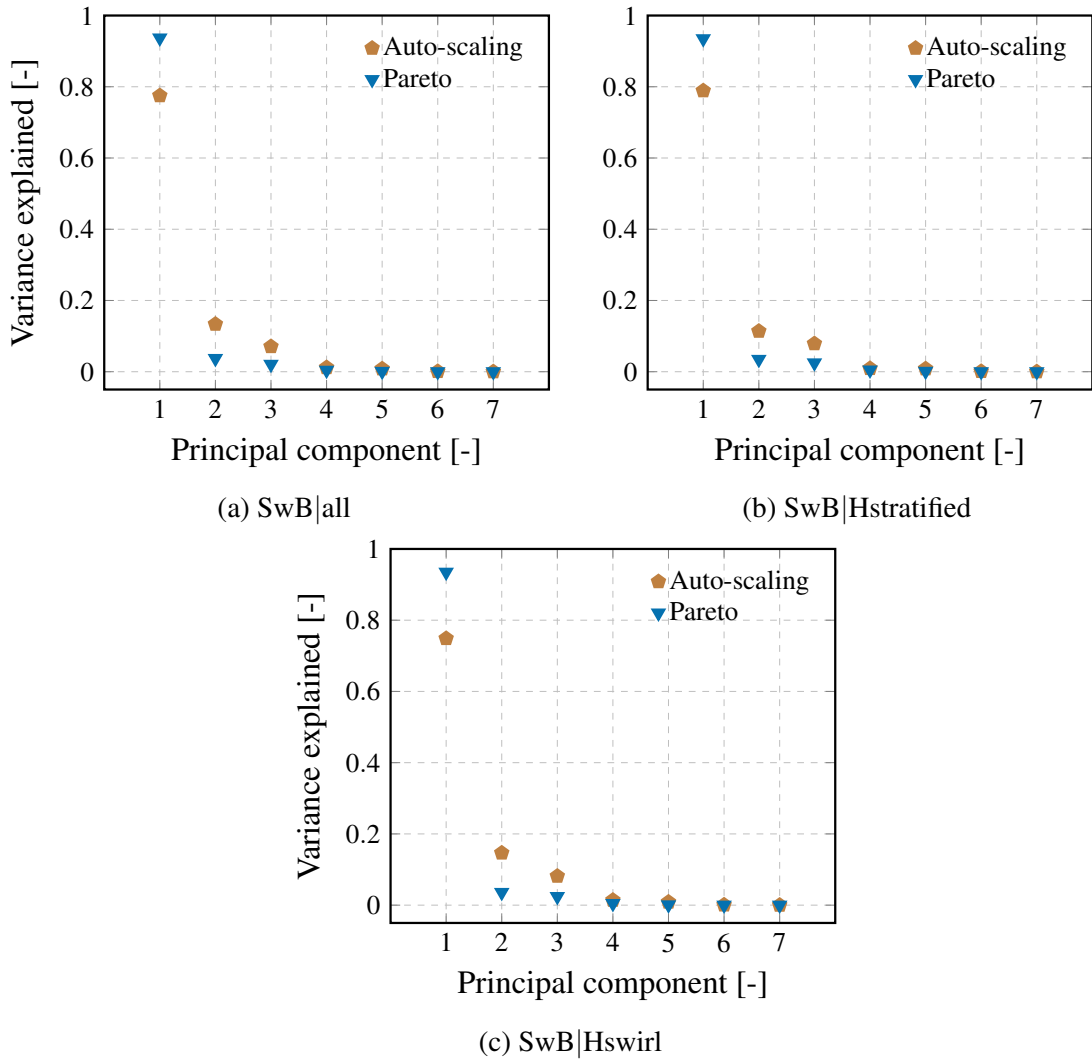 1
0.8
0.6
0.4
0.2
0
Variance explained [-]
Auto-scaling
Pareto
1 2 3 4 5 6 7
Principal component [-]
(a) SwB|all
1
0.8
0.6
0.4
0.2
0
Auto-scaling
Pareto
1 2 3 4 5 6 7
Principal component [-]
(b) SwB|Hstratified
1
0.8
0.6
0.4
0.2
0
Variance explained [-]
Auto-scaling
Pareto
1 2 3 4 5 6 7
Principal component [-]
(c) SwB|Hswirl